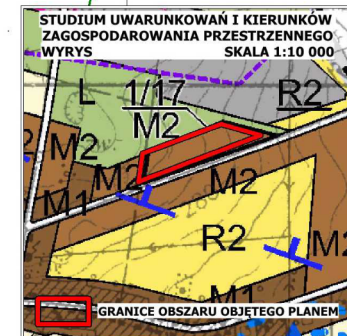 STUDIUM UWARUNKOWAŃ I KIERUNKÓW
ZAGOSPODAROWANIA PRZESTRZENNEGO
WYRYS SKALA 1:10 000
L 1/17 R2
M2
M2
M2 M2
M1
R2 M2
M1
GRANICE OBSZARU OBJĘTEGO PLANEM